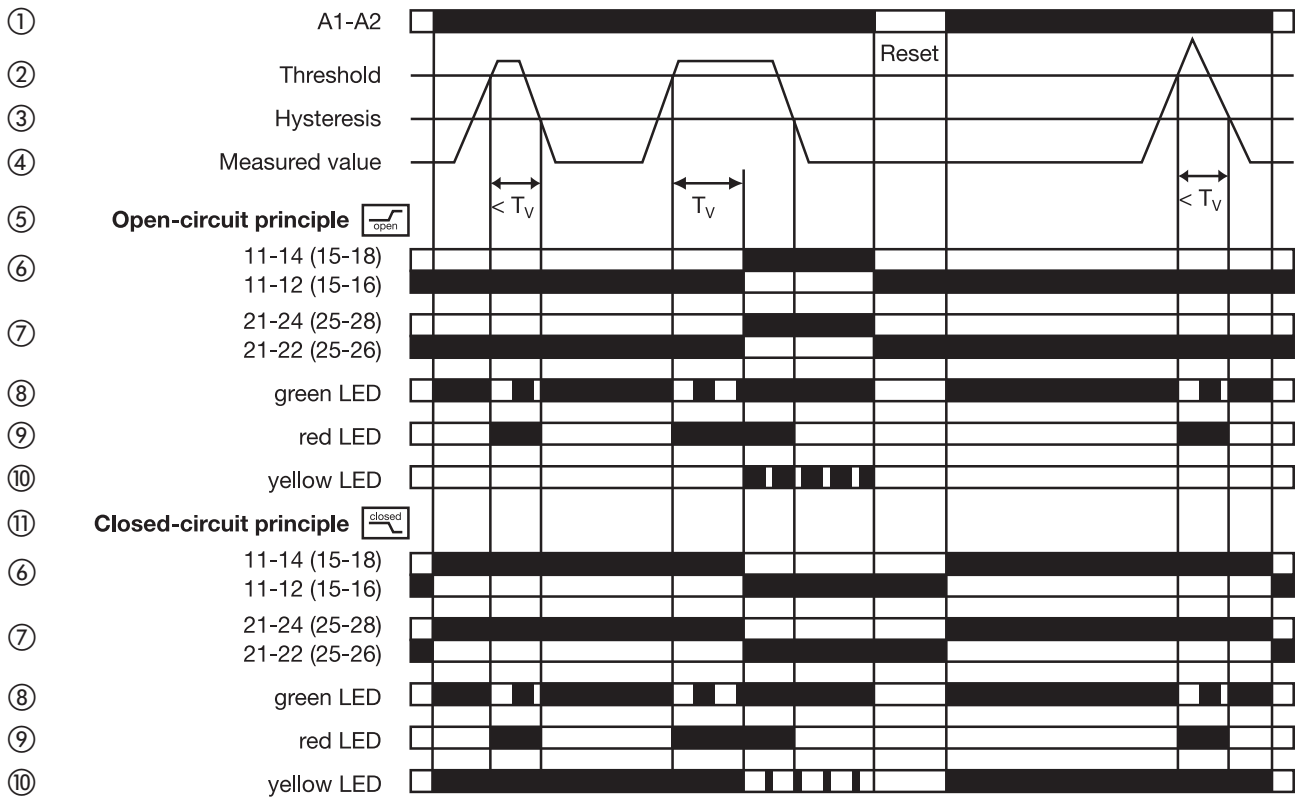 ① A1-A2
Reset
② Threshold
③ Hysteresis
④ Measured value
< Tᵥ Tᵥ < Tᵥ
⑤ Open-circuit principle open
⑥ 11-14 (15-18)
11-12 (15-16)
⑦ 21-24 (25-28)
21-22 (25-26)
⑧ green LED
⑨ red LED
⑩ yellow LED
⑪ Closed-circuit principle closed
⑥ 11-14 (15-18)
11-12 (15-16)
⑦ 21-24 (25-28)
21-22 (25-26)
⑧ green LED
⑨ red LED
⑩ yellow LED